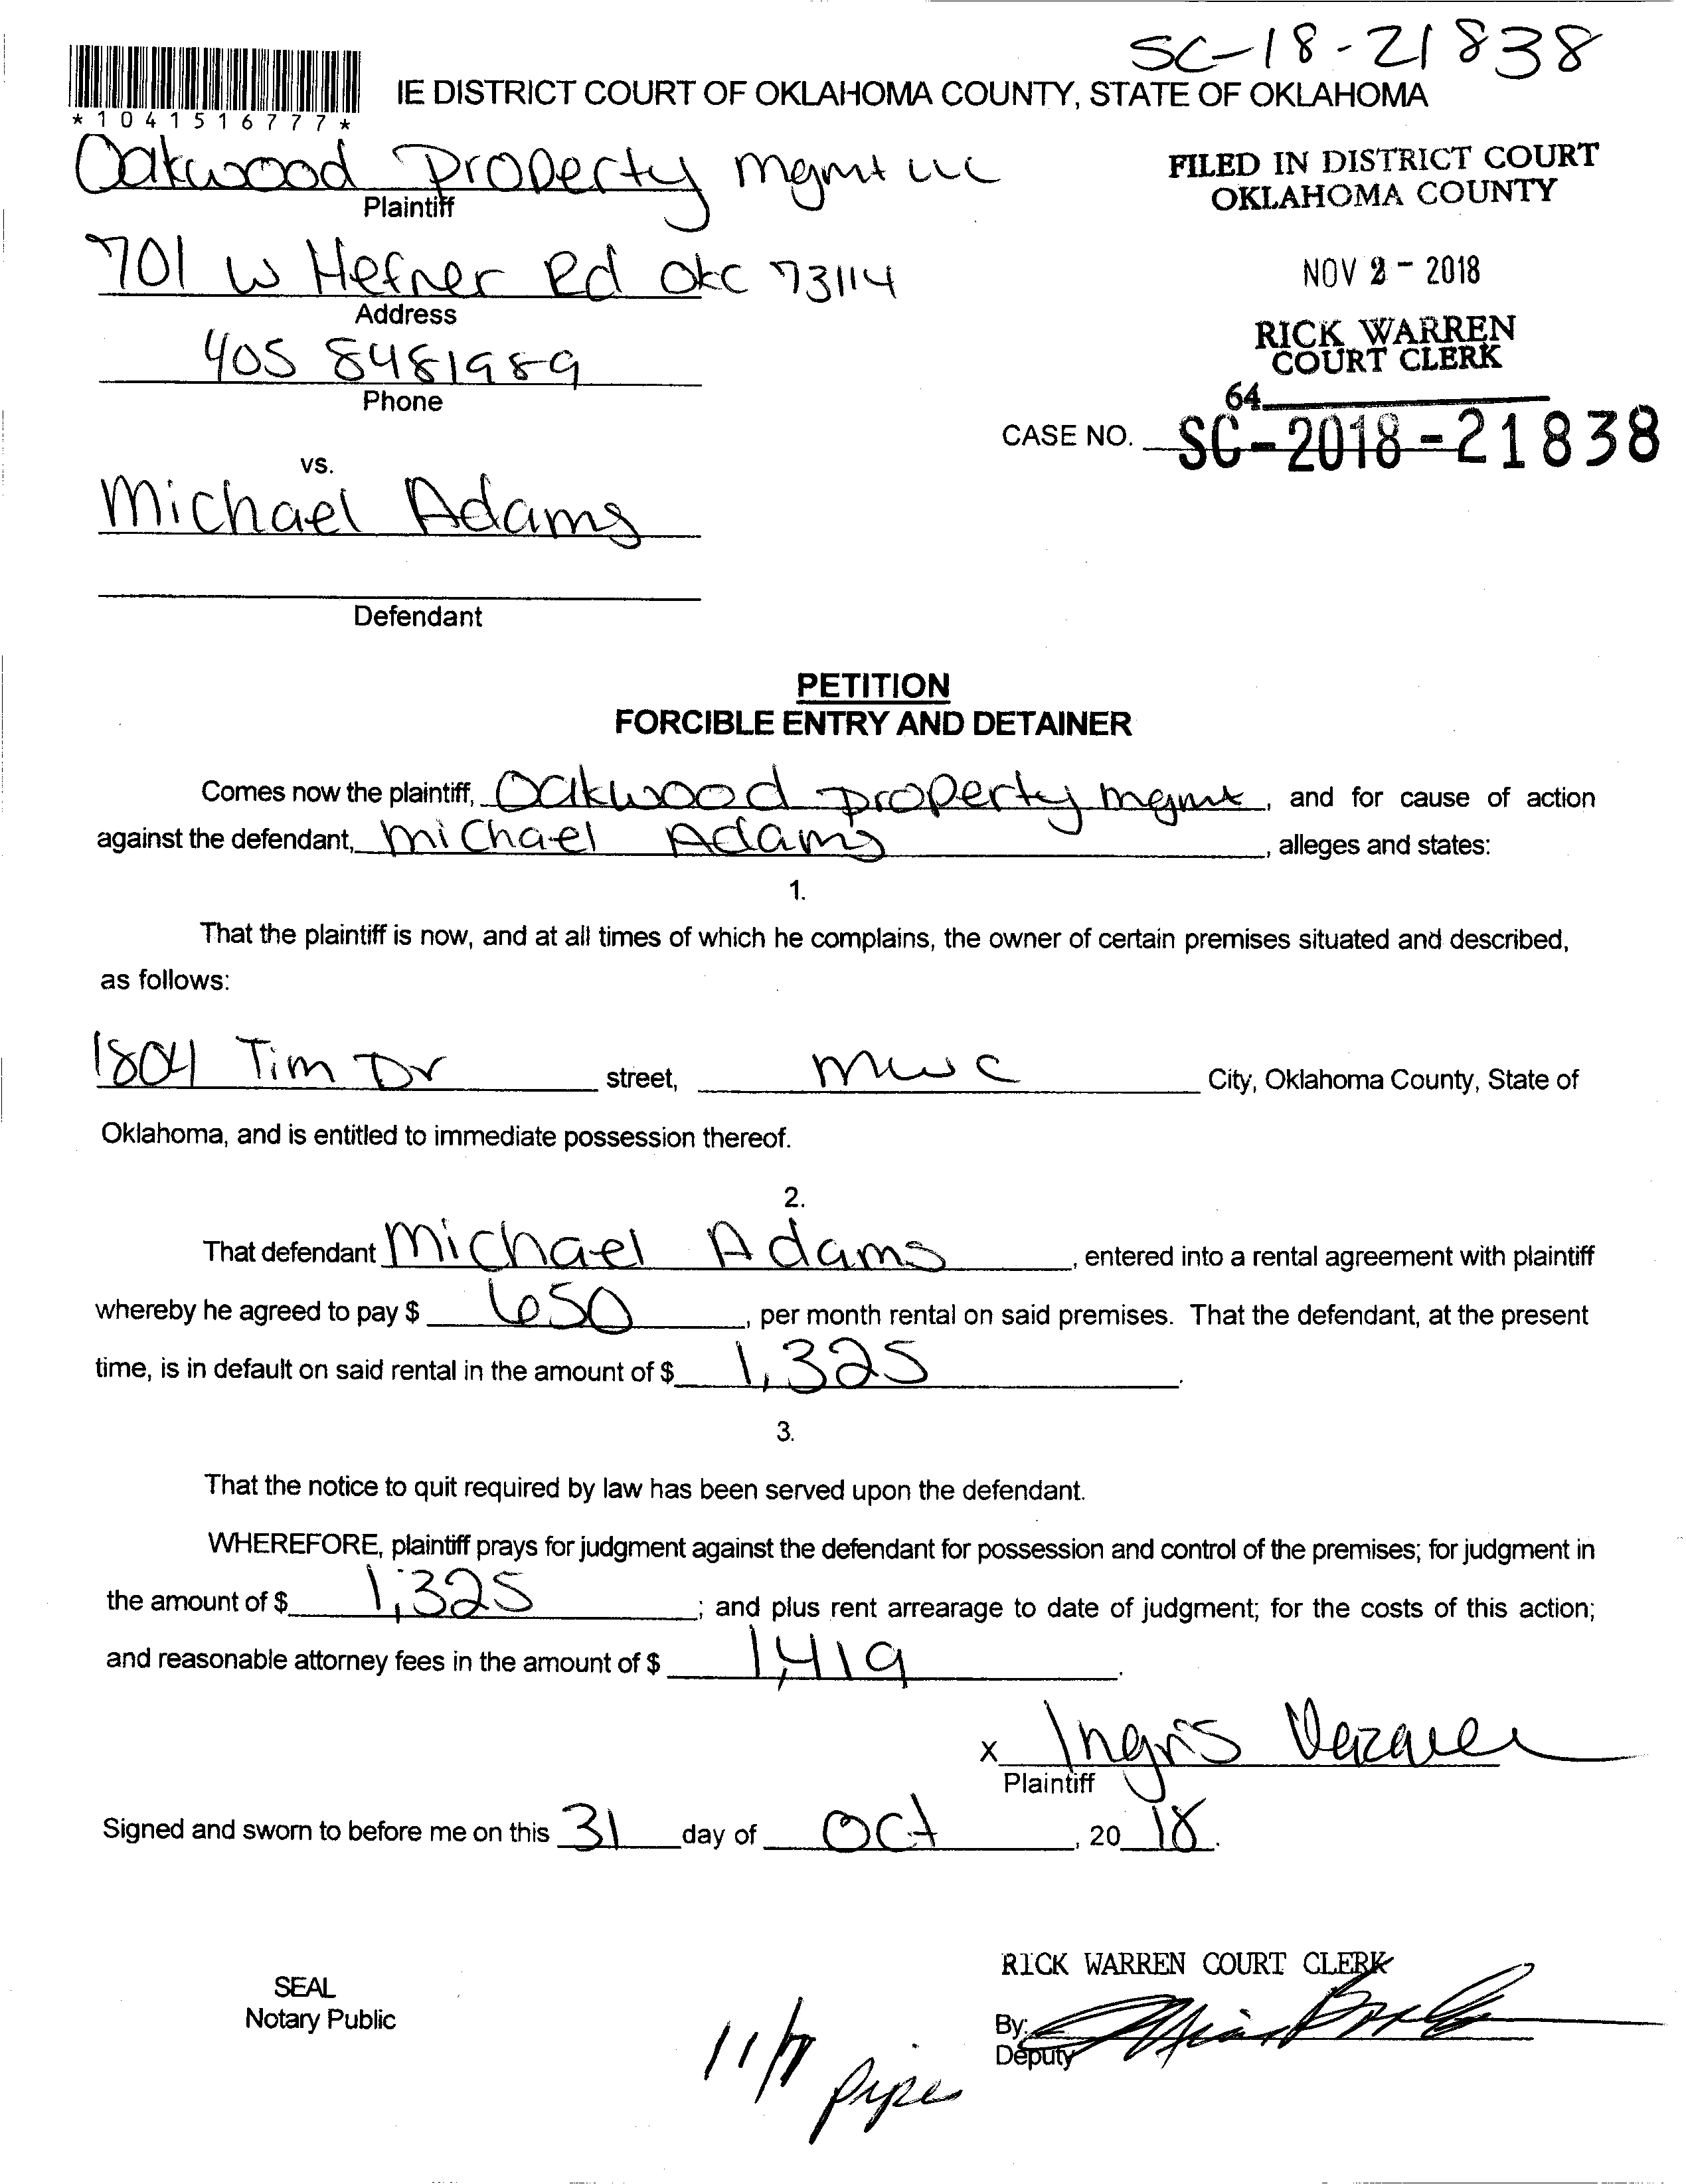 SC-18-21838
IE DISTRICT COURT OF OKLAHOMA COUNTY, STATE OF OKLAHOMA
*1041516777*
Oakwood Property mgmt LLC
Plaintiff
FILED IN DISTRICT COURT
OKLAHOMA COUNTY
701 W Hefner Rd OKC 73114
Address
NOV 2 - 2018
405 8481989
Phone
RICK WARREN
COURT CLERK
64
CASE NO. SC-2018-21838
vs.
Michael Adams
Defendant
PETITION
FORCIBLE ENTRY AND DETAINER
Comes now the plaintiff, Oakwood property mgmt, and for cause of action
against the defendant, Michael Adams, alleges and states:
1.
That the plaintiff is now, and at all times of which he complains, the owner of certain premises situated and described,
as follows:
1804 Tim Dr street, MWC City, Oklahoma County, State of
Oklahoma, and is entitled to immediate possession thereof.
2.
That defendant Michael Adams, entered into a rental agreement with plaintiff
whereby he agreed to pay $ 650, per month rental on said premises. That the defendant, at the present
time, is in default on said rental in the amount of $ 1,325.
3.
That the notice to quit required by law has been served upon the defendant.
WHEREFORE, plaintiff prays for judgment against the defendant for possession and control of the premises; for judgment in
the amount of $ 1,325; and plus rent arrearage to date of judgment; for the costs of this action;
and reasonable attorney fees in the amount of $ 1,419.
x Ingris
Plaintiff
Signed and sworn to before me on this 31 day of Oct, 20 18.
RICK WARREN COURT CLERK
SEAL
Notary Public
By:
Deputy
11/7